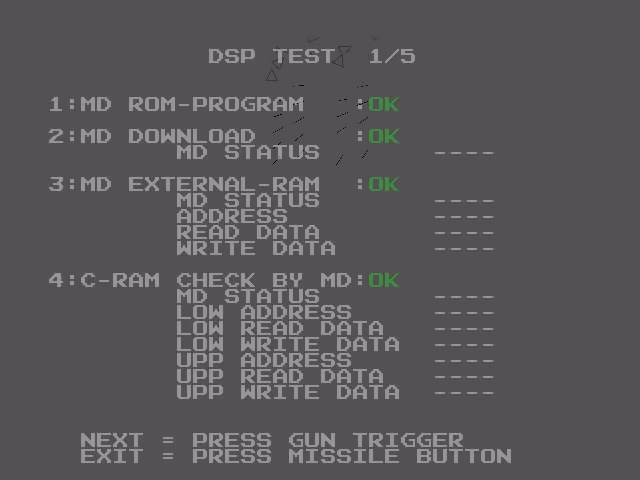 DSP TEST 1/5
1:MD ROM-PROGRAM :OK
2:MD DOWNLOAD :OK
MD STATUS ----
3:MD EXTERNAL-RAM :OK
MD STATUS ----
ADDRESS ----
READ DATA ----
WRITE DATA ----
4:C-RAM CHECK BY MD:OK
MD STATUS ----
LOW ADDRESS ----
LOW READ DATA ----
LOW WRITE DATA ----
UPP ADDRESS ----
UPP READ DATA ----
UPP WRITE DATA ----
NEXT = PRESS GUN TRIGGER
EXIT = PRESS MISSILE BUTTON